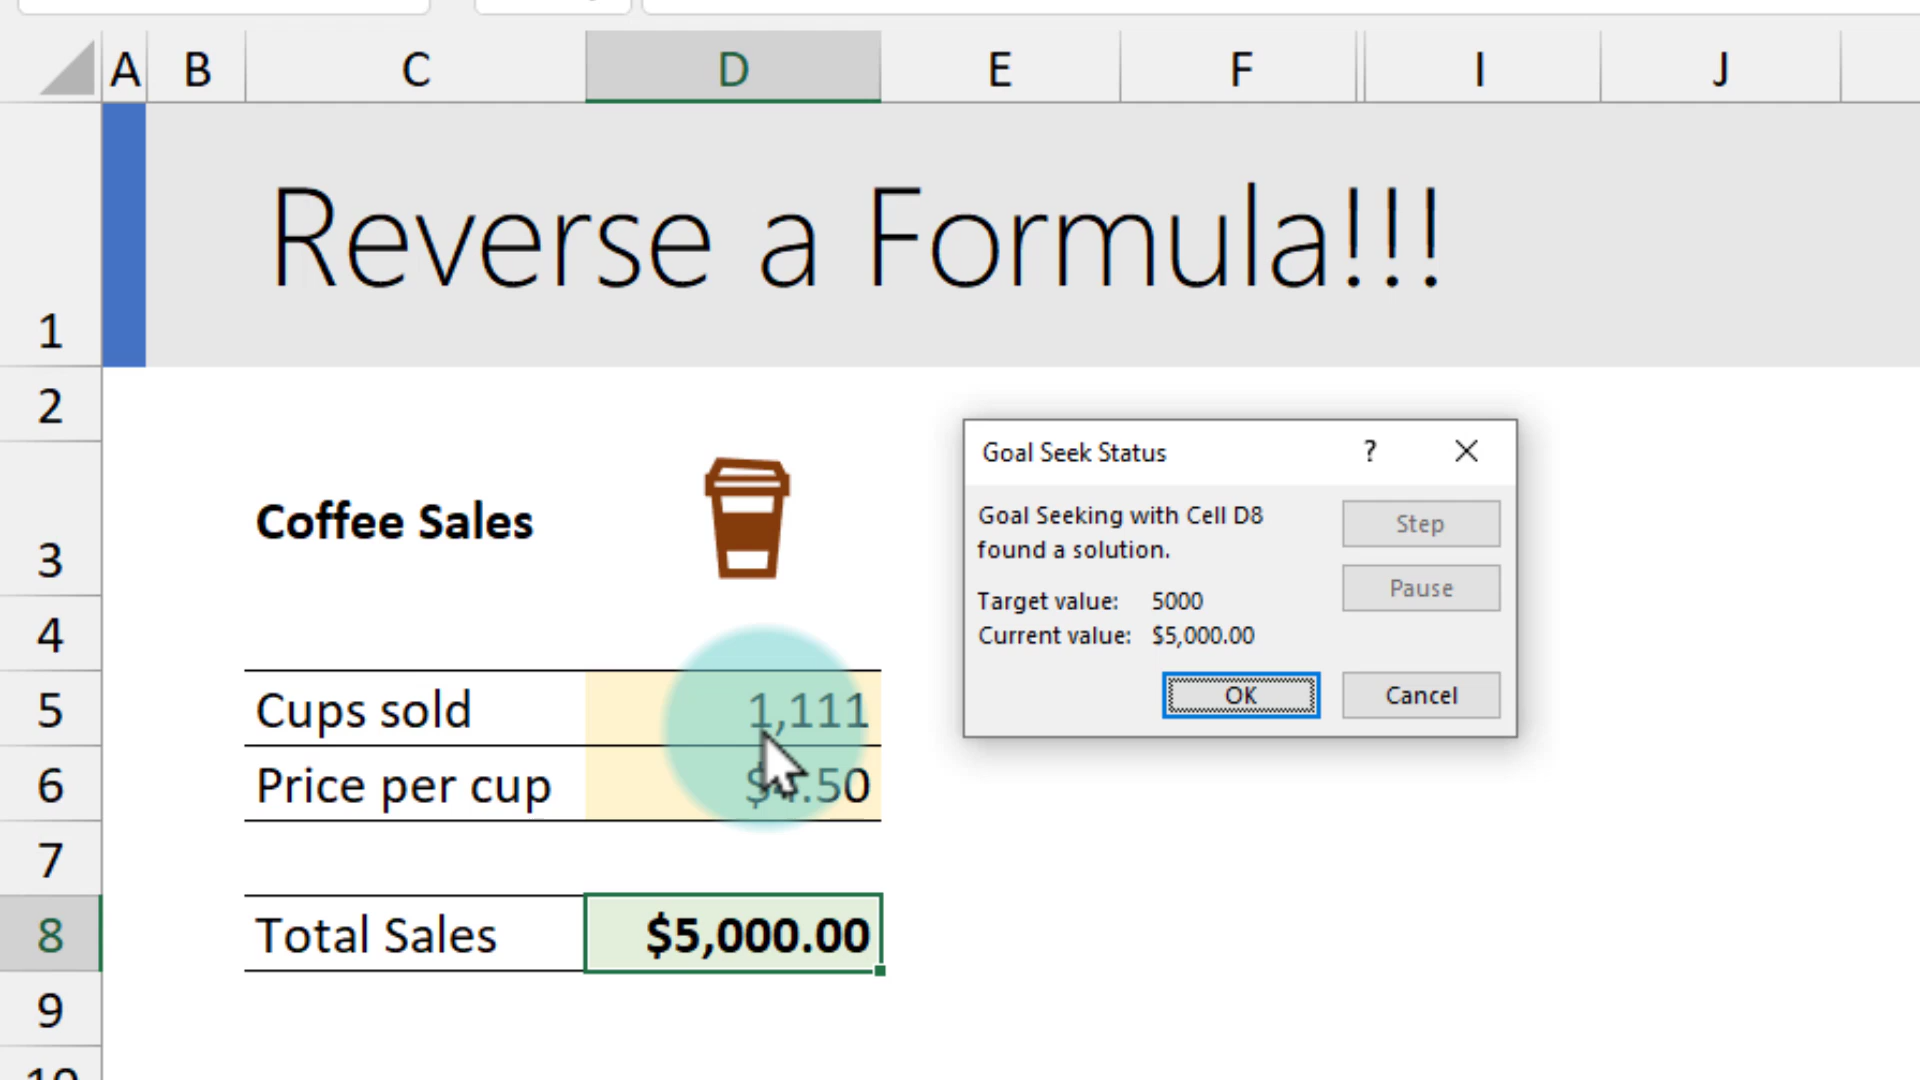 A B C D E F I J
1 Reverse a Formula!!!
2
3 Coffee Sales
4
5 Cups sold 1,111
6 Price per cup $4.50
7
8 Total Sales $5,000.00
9
10
Goal Seek Status ? X
Goal Seeking with Cell D8
found a solution.
Step
Pause
Target value: 5000
Current value: $5,000.00
OK Cancel